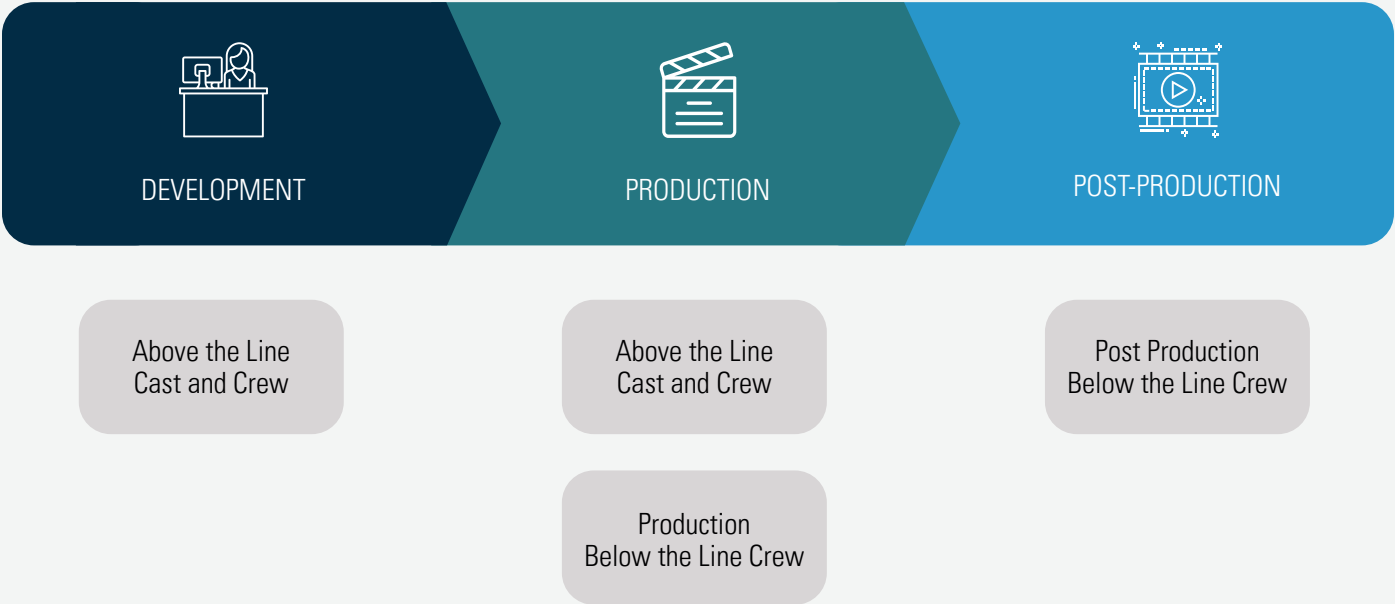 DEVELOPMENT
PRODUCTION
POST-PRODUCTION
Above the Line
Cast and Crew
Above the Line
Cast and Crew
Post Production
Below the Line Crew
Production
Below the Line Crew